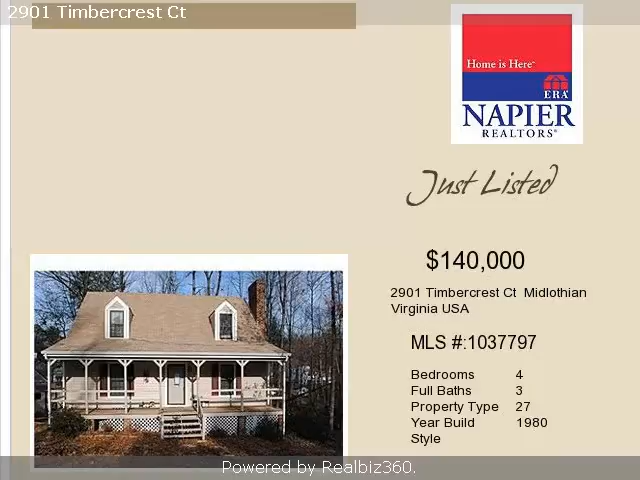 2901 Timbercrest Ct
Home is Here℠
ERA®
NAPIER
REALTORS®
Just Listed
$140,000
2901 Timbercrest Ct Midlothian
Virginia USA
MLS #:1037797
Bedrooms 4
Full Baths 3
Property Type 27
Year Build 1980
Style
Powered by Realbiz360.